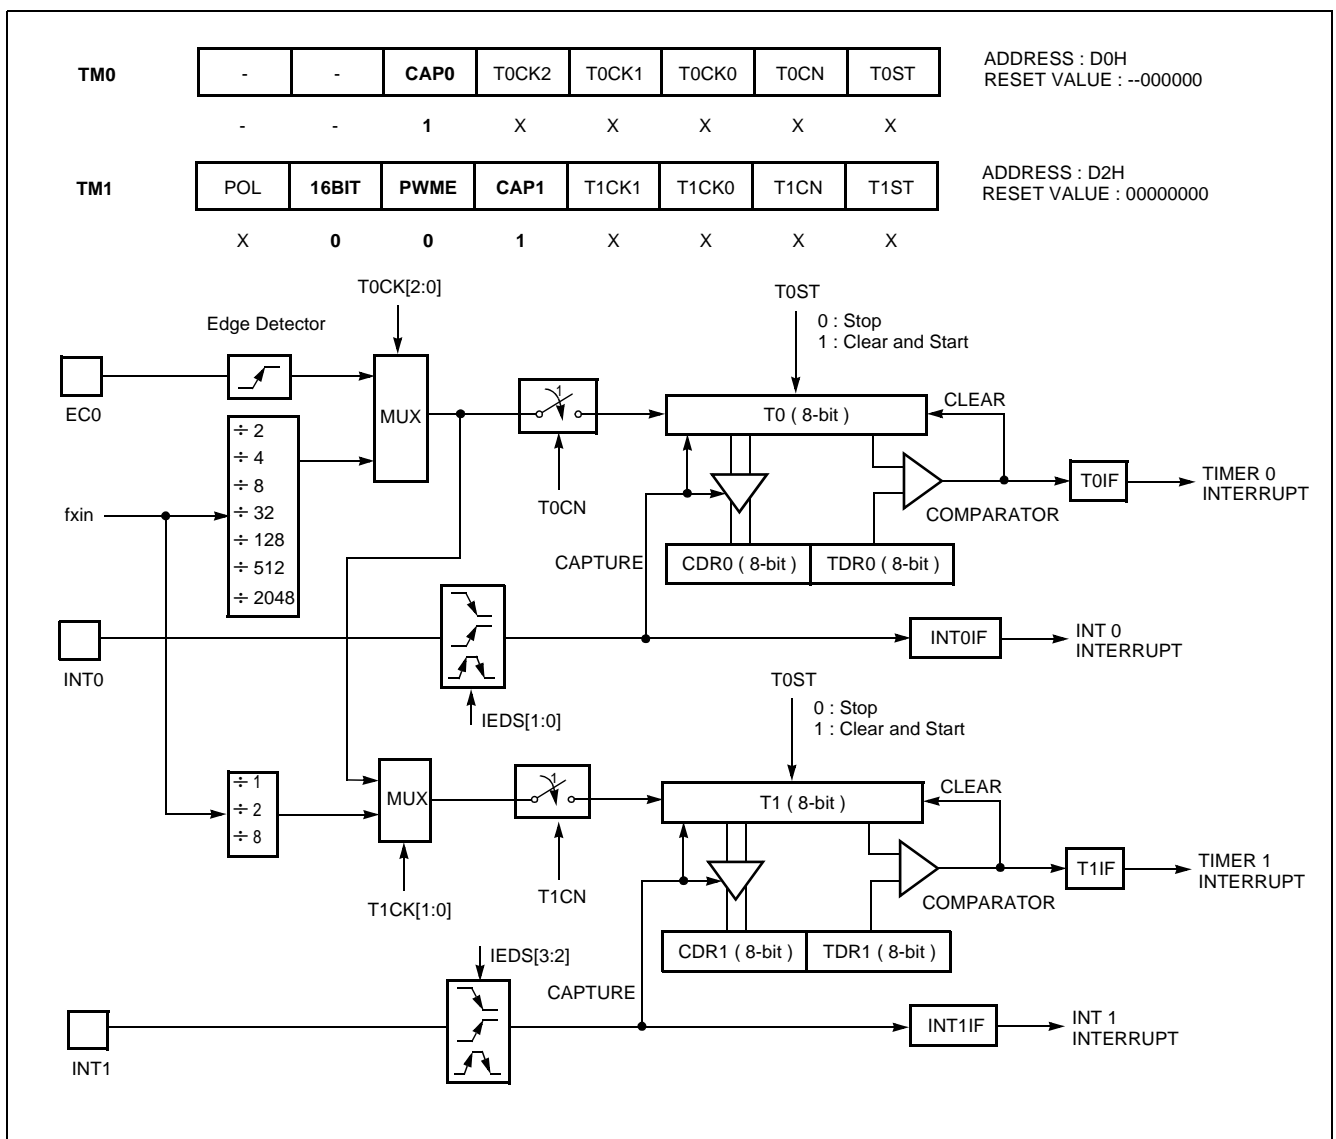 TM0 - - CAP0 T0CK2 T0CK1 T0CK0 T0CN T0ST
ADDRESS : D0H
RESET VALUE : --000000
- - 1 X X X X X
TM1 POL 16BIT PWME CAP1 T1CK1 T1CK0 T1CN T1ST
ADDRESS : D2H
RESET VALUE : 00000000
X 0 0 1 X X X X
T0CK[2:0]
T0ST
0 : Stop
1 : Clear and Start
Edge Detector
EC0
MUX
1
T0CN
T0 ( 8-bit )
CLEAR
COMPARATOR
T0IF
TIMER 0
INTERRUPT
fxin
÷ 2
÷ 4
÷ 8
÷ 32
÷ 128
÷ 512
÷ 2048
CAPTURE
CDR0 ( 8-bit )
TDR0 ( 8-bit )
INT0
IEDS[1:0]
INT0IF
INT 0
INTERRUPT
T0ST
0 : Stop
1 : Clear and Start
÷ 1
÷ 2
÷ 8
MUX
T1CK[1:0]
1
T1CN
T1 ( 8-bit )
CLEAR
COMPARATOR
T1IF
TIMER 1
INTERRUPT
CDR1 ( 8-bit )
TDR1 ( 8-bit )
IEDS[3:2]
CAPTURE
INT1
INT1IF
INT 1
INTERRUPT